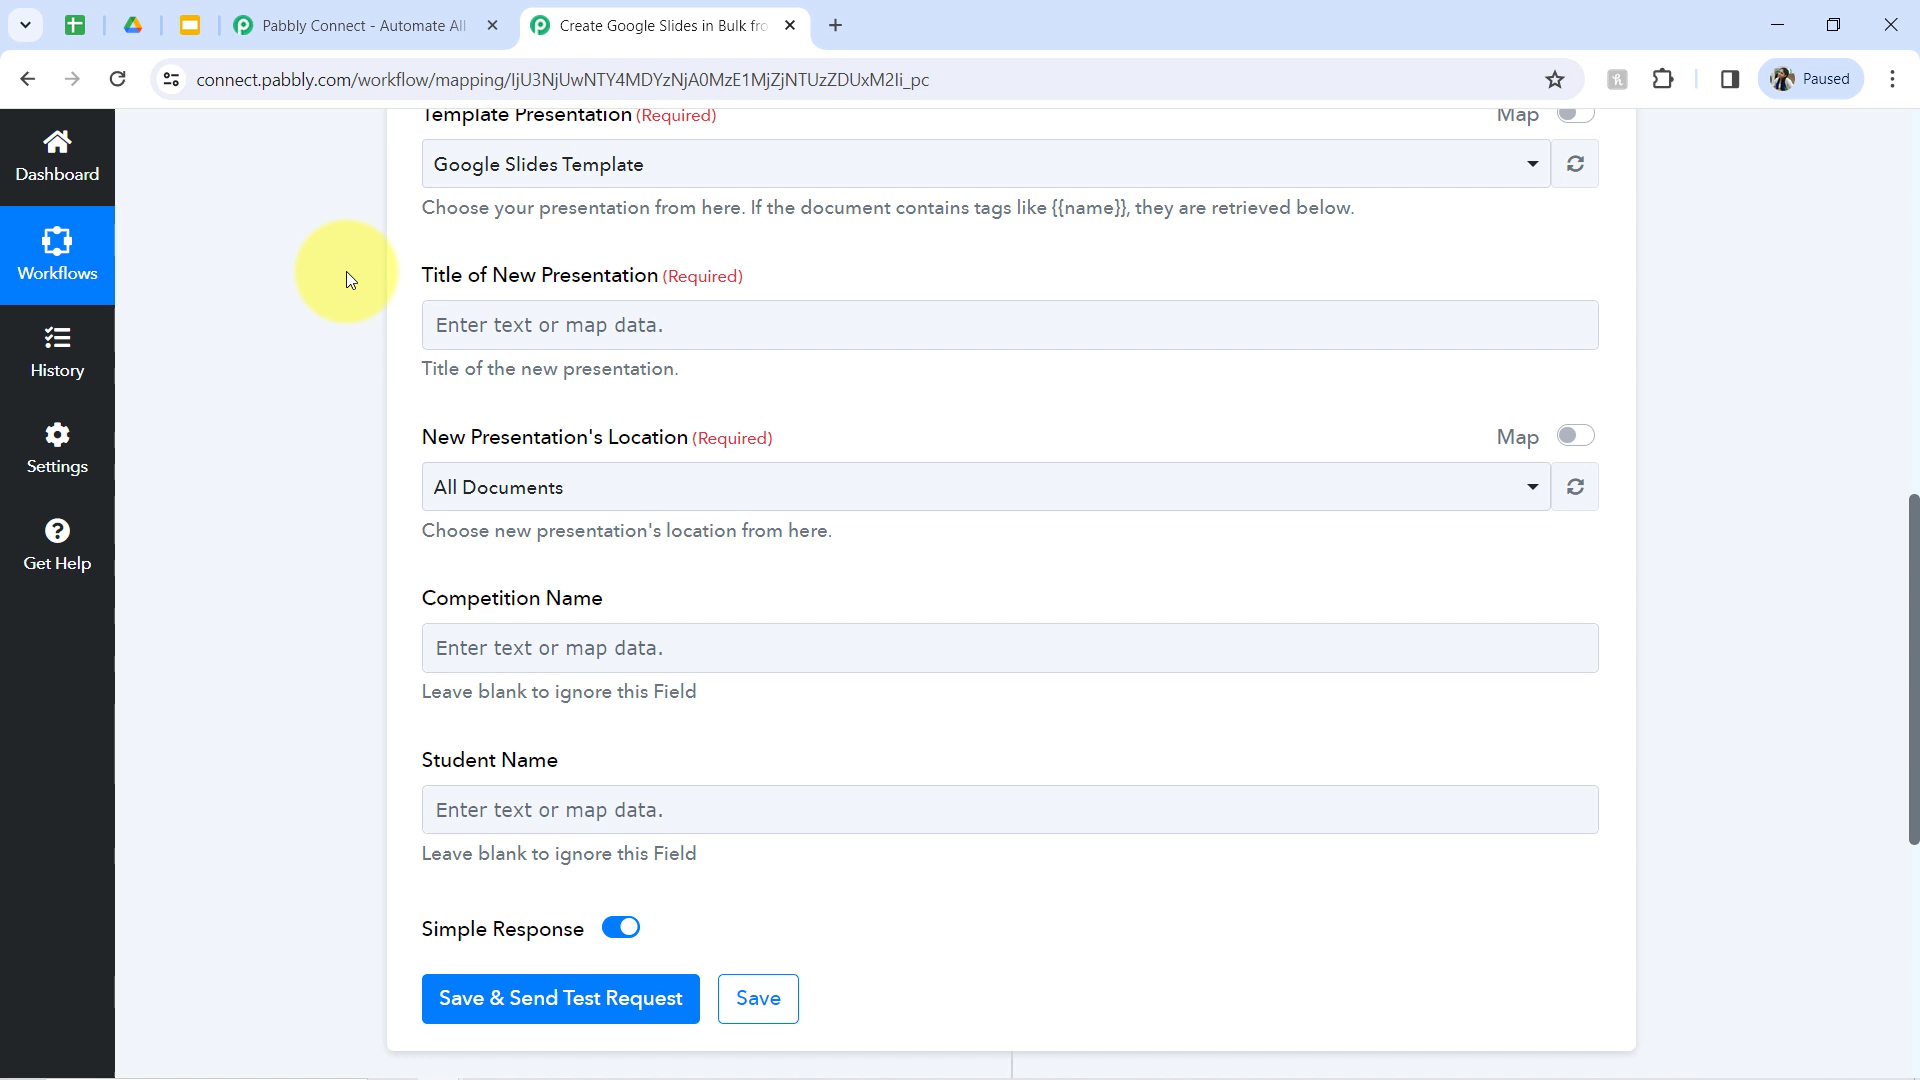 Pabbly Connect - Automate All
Create Google Slides in Bulk fro
connect.pabbly.com/workflow/mapping/IjU3NjUwNTY4MDYzNjA0MzE1MjZjNTUzZDUxM2Ii_pc
Paused
Dashboard
Workflows
History
Settings
Get Help
Template Presentation (Required)
Map
Google Slides Template
Choose your presentation from here. If the document contains tags like {{name}}, they are retrieved below.
Title of New Presentation (Required)
Enter text or map data.
Title of the new presentation.
New Presentation's Location (Required)
Map
All Documents
Choose new presentation's location from here.
Competition Name
Enter text or map data.
Leave blank to ignore this Field
Student Name
Enter text or map data.
Leave blank to ignore this Field
Simple Response
Save & Send Test Request
Save